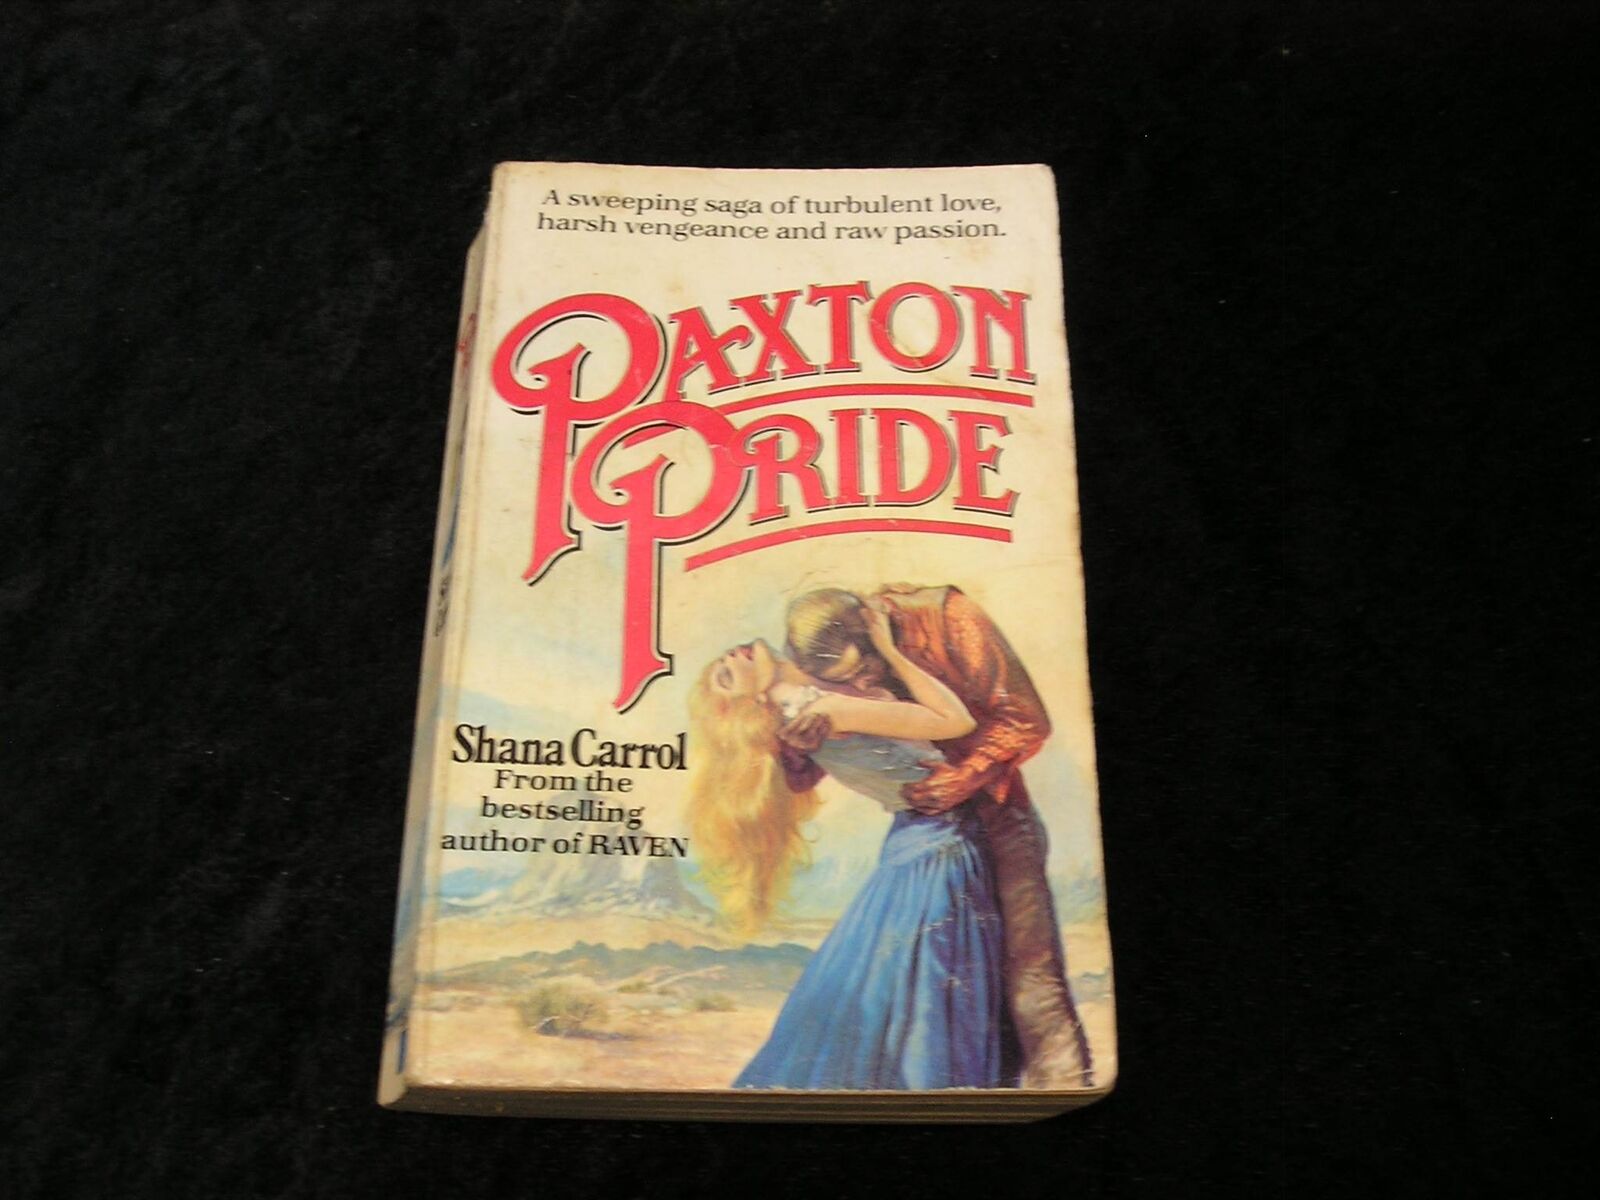 A sweeping saga of turbulent love,
harsh vengeance and raw passion.
PAXTON
PRIDE
Shana Carrol
From the
bestselling
author of RAVEN